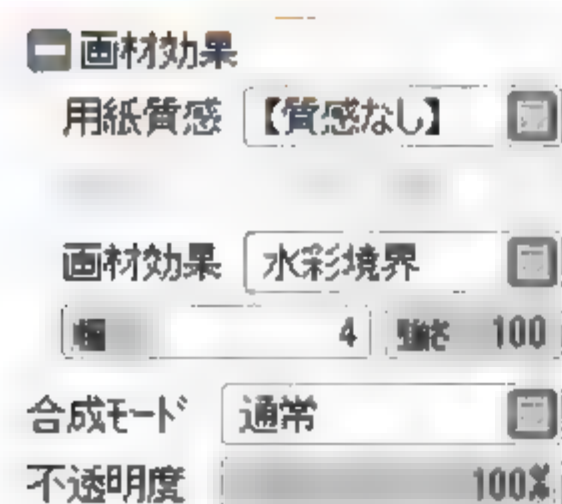 画材効果
用紙質感 【質感なし】
画材効果 水彩境界
幅 4 強さ 100
合成モード 通常
不透明度 100%